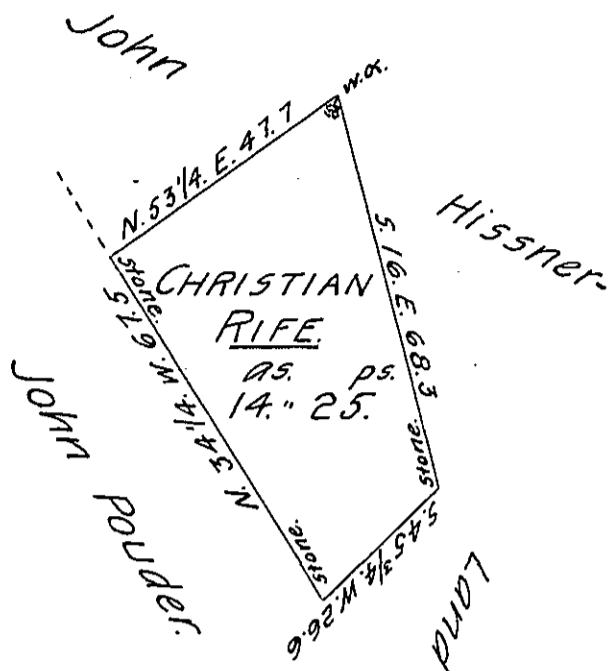 John
w.o.
N. 53 1/4. E. 47.7
Hissner-
S. 16. E. 68.3
stone.
CHRISTIAN
RIFE.
as. ps.
14." 25.
N. 34 1/4. W. 67.5
John Pouder.
stone.
stone.
S. 45 3/4. W. 26.6
Land